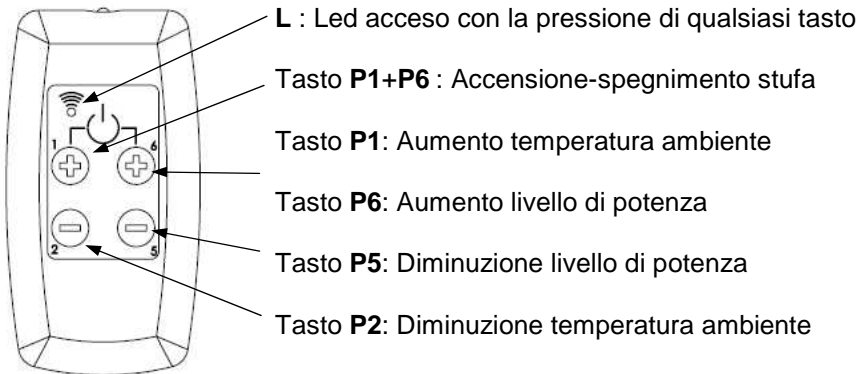 L : Led acceso con la pressione di qualsiasi tasto
Tasto P1+P6 : Accensione-spegnimento stufa
Tasto P1: Aumento temperatura ambiente
Tasto P6: Aumento livello di potenza
Tasto P5: Diminuzione livello di potenza
Tasto P2: Diminuzione temperatura ambiente
1 6
2 5